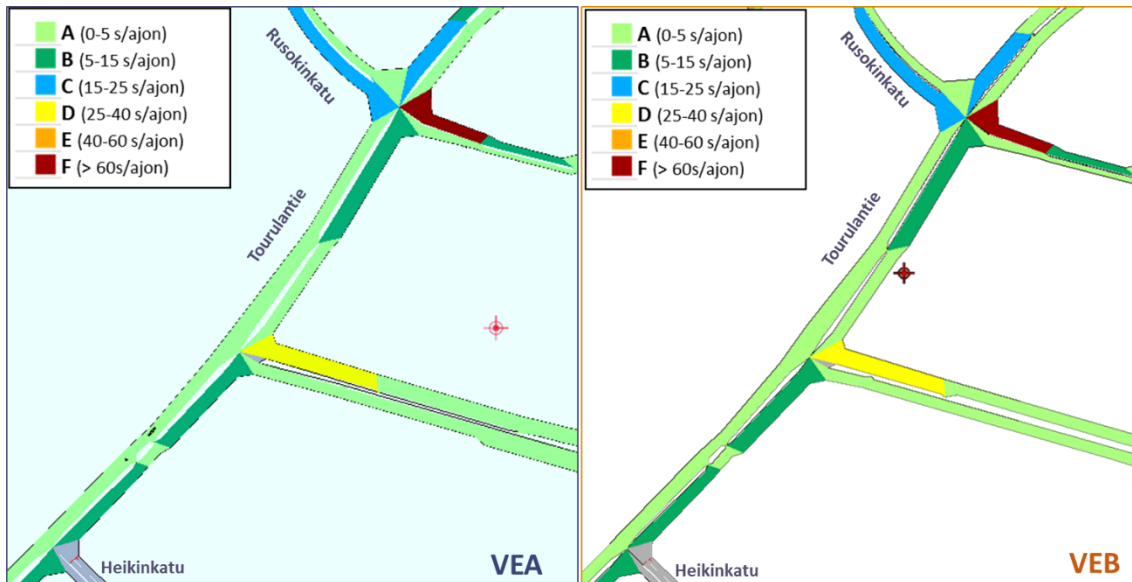 A (0-5 s/ajon)
B (5-15 s/ajon)
C (15-25 s/ajon)
D (25-40 s/ajon)
E (40-60 s/ajon)
F (> 60s/ajon)
Rusokinkatu
Tourulantie
Heikinkatu
VEA
A (0-5 s/ajon)
B (5-15 s/ajon)
C (15-25 s/ajon)
D (25-40 s/ajon)
E (40-60 s/ajon)
F (> 60s/ajon)
Rusokinkatu
Tourulantie
Heikinkatu
VEB